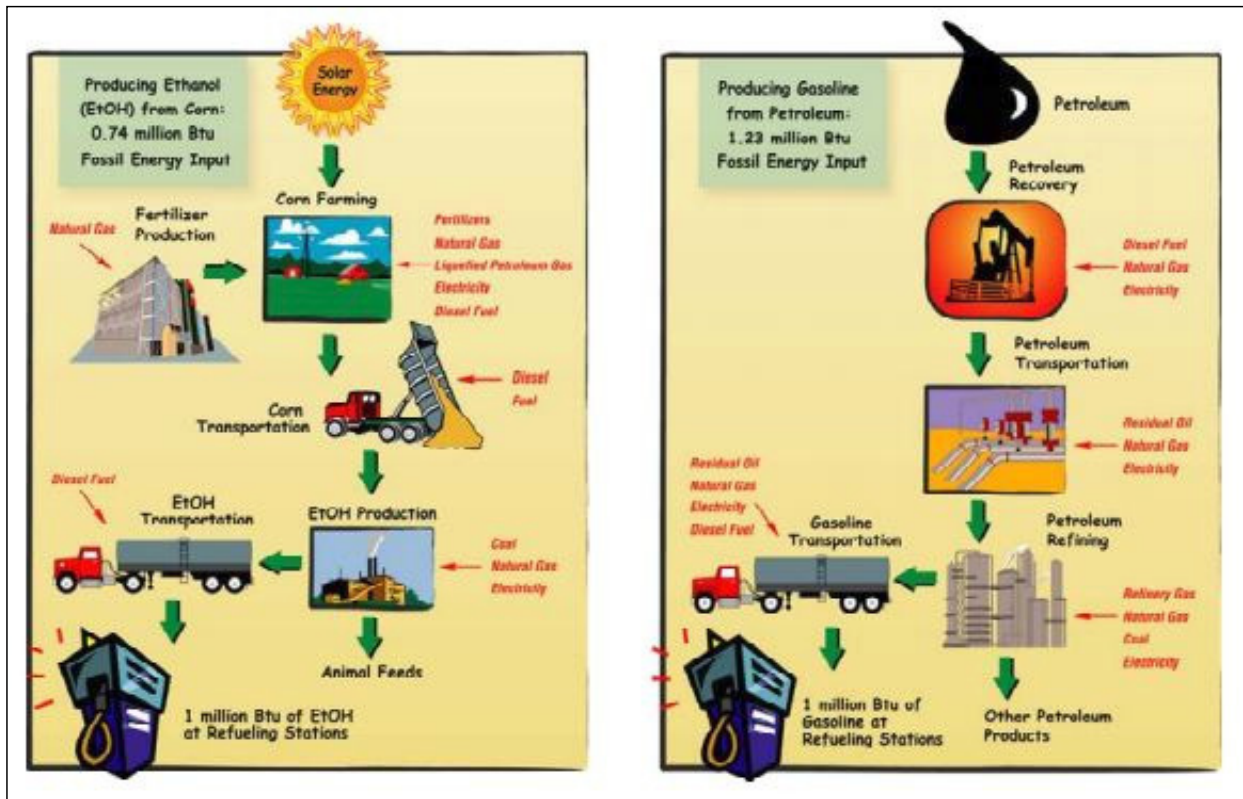 Producing Ethanol
(EtOH) from Corn:
0.74 million Btu
Fossil Energy Input
Solar
Energy
Corn Farming
Fertilizer
Production
Natural Gas
Fertilizers
Natural Gas
Liquefied Petroleum Gas
Electricity
Diesel Fuel
Corn
Transportation
Diesel
Fuel
Diesel Fuel
EtOH
Transportation
EtOH Production
Coal
Natural Gas
Electricity
Animal Feeds
1 million Btu of EtOH
at Refueling Stations
Producing Gasoline
from Petroleum:
1.23 million Btu
Fossil Energy Input
Petroleum
Petroleum
Recovery
Diesel Fuel
Natural Gas
Electricity
Petroleum
Transportation
Residual Oil
Natural Gas
Electricity
Residual Oil
Natural Gas
Electricity
Diesel Fuel
Gasoline
Transportation
Petroleum
Refining
Refinery Gas
Natural Gas
Coal
Electricity
1 million Btu of
Gasoline at
Refueling Stations
Other Petroleum
Products